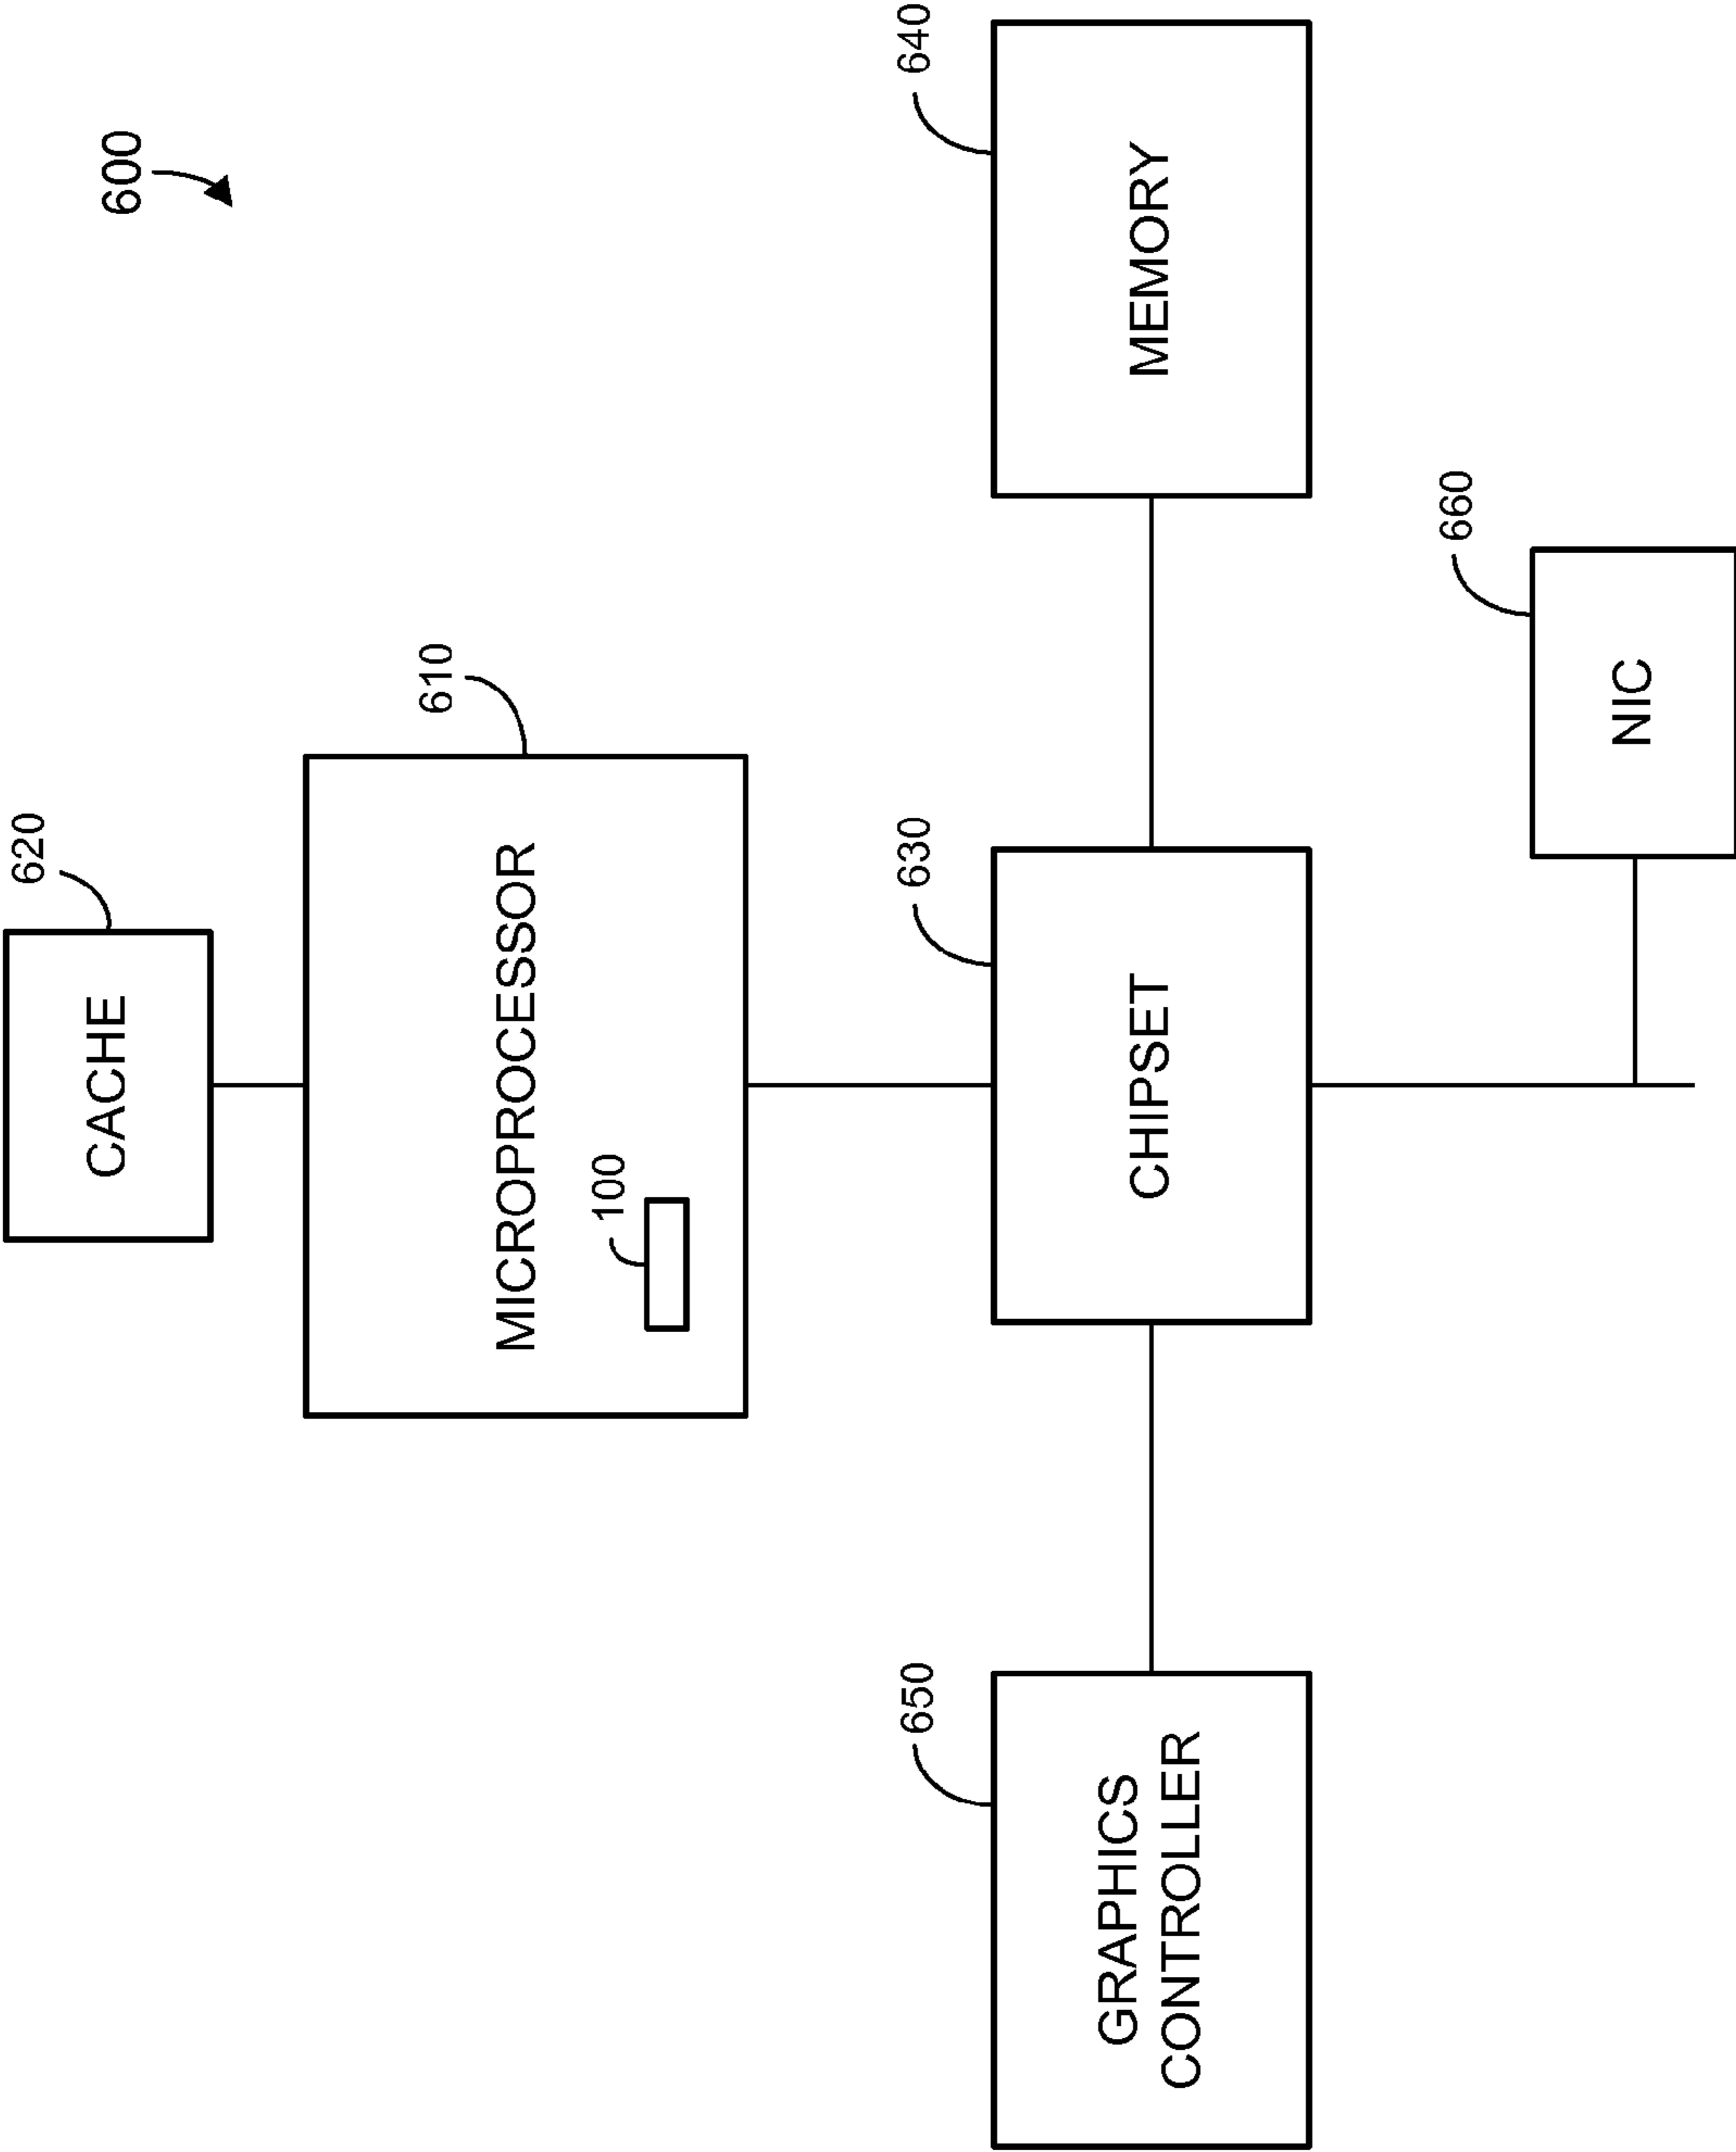 600
620
CACHE
610
MICROPROCESSOR
100
650
630
640
GRAPHICS
CONTROLLER
CHIPSET
MEMORY
660
NIC